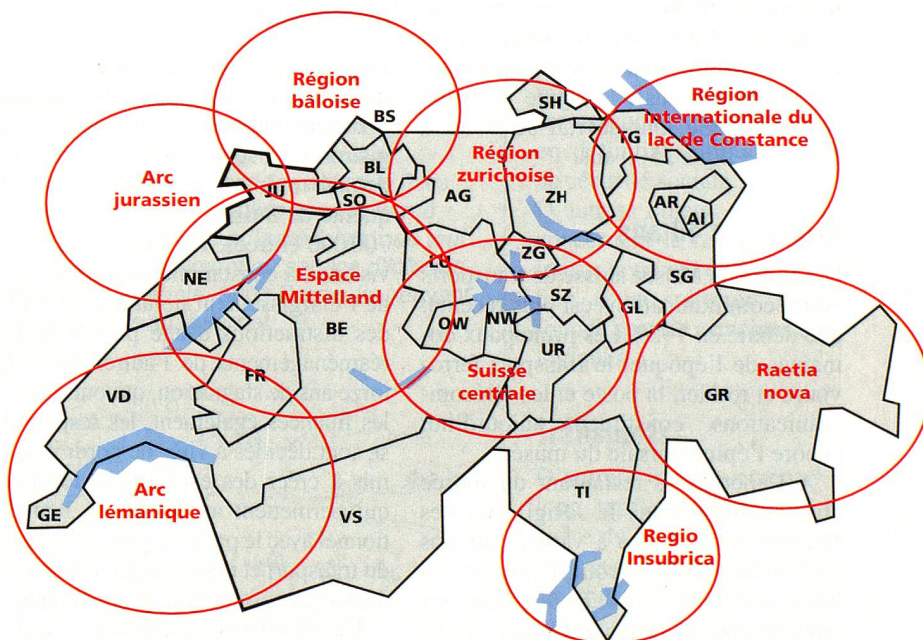 Région
bâloise
BS
SH
Région
internationale du
lac de Constance
TG
Arc
jurassien
BL
Région
zurichoise
JU
SO
AG
ZH
AR
AI
NE
Espace
Mittelland
LU
ZG
SG
SZ
GL
BE
OW
NW
UR
Suisse
centrale
Raetia
nova
GR
VD
FR
Arc
lémanique
GE
VS
TI
Regio
Insubrica